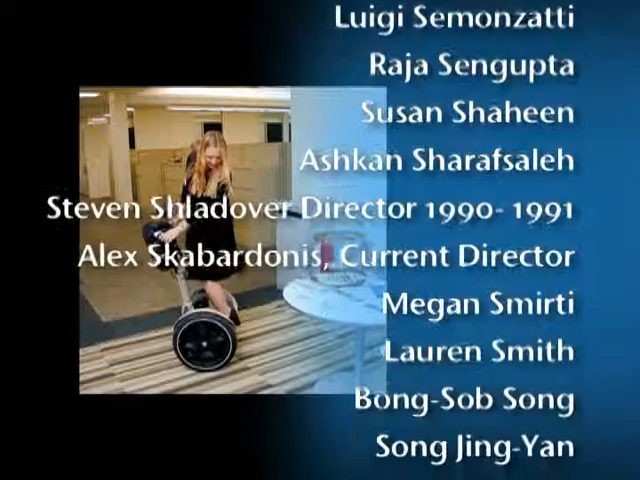 Luigi Semonzatti
Raja Sengupta
Susan Shaheen
Ashkan Sharafsaleh
Steven Shladover Director 1990- 1991
Alex Skabardonis, Current Director
Megan Smirti
Lauren Smith
Bong-Sob Song
Song Jing-Yan